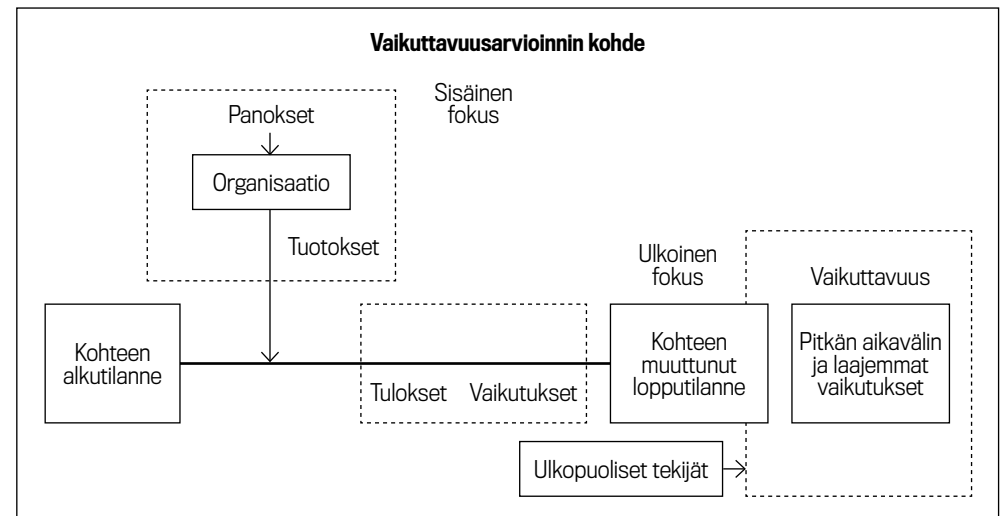 Vaikuttavuusarvioinnin kohde
Sisäinen
fokus
Panokset
Organisaatio
Tuotokset
Ulkoinen
fokus
Vaikuttavuus
Kohteen
alkutilanne
Tulokset
Vaikutukset
Kohteen
muuttunut
lopputilanne
Pitkän aikavälin
ja laajemmat
vaikutukset
Ulkopuoliset tekijät